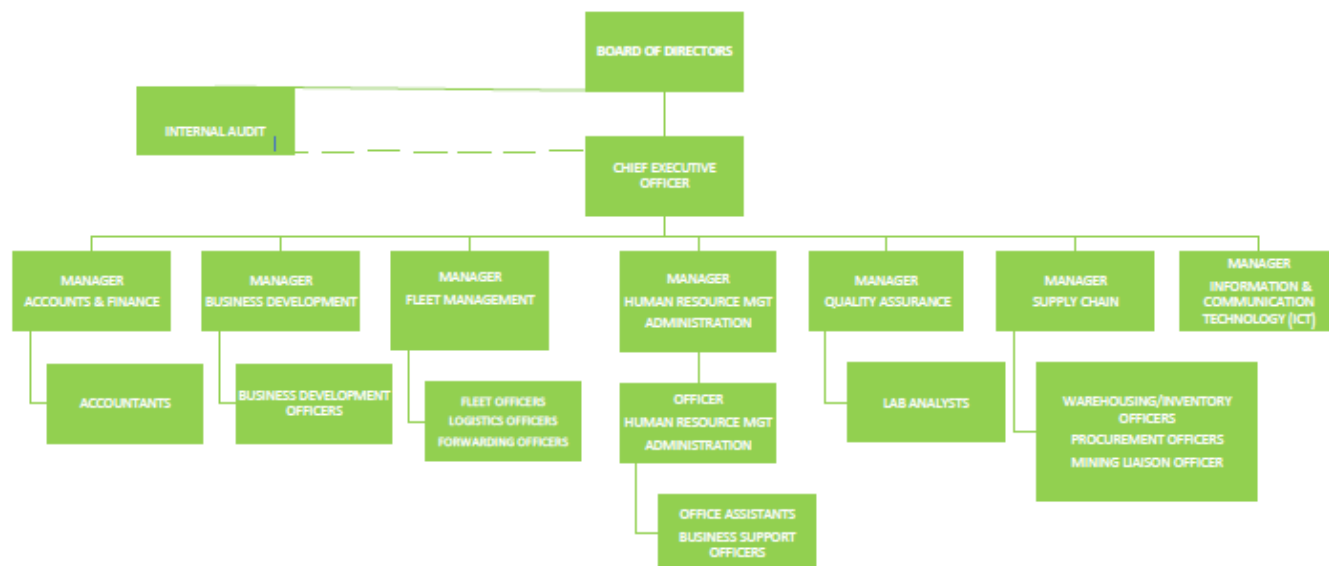 BOARD OF DIRECTORS
INTERNAL AUDIT
CHIEF EXECUTIVE
OFFICER
MANAGER
ACCOUNTS & FINANCE
MANAGER
BUSINESS DEVELOPMENT
MANAGER
FLEET MANAGEMENT
MANAGER
HUMAN RESOURCE MGT
ADMINISTRATION
MANAGER
QUALITY ASSURANCE
MANAGER
SUPPLY CHAIN
MANAGER
INFORMATION &
COMMUNICATION
TECHNOLOGY (ICT)
ACCOUNTANTS
BUSINESS DEVELOPMENT
OFFICERS
FLEET OFFICERS
LOGISTICS OFFICERS
FORWARDING OFFICERS
OFFICER
HUMAN RESOURCE MGT
ADMINISTRATION
LAB ANALYSTS
WAREHOUSING/INVENTORY
OFFICERS
PROCUREMENT OFFICERS
MINING LIAISON OFFICER
OFFICE ASSISTANTS
BUSINESS SUPPORT
OFFICERS